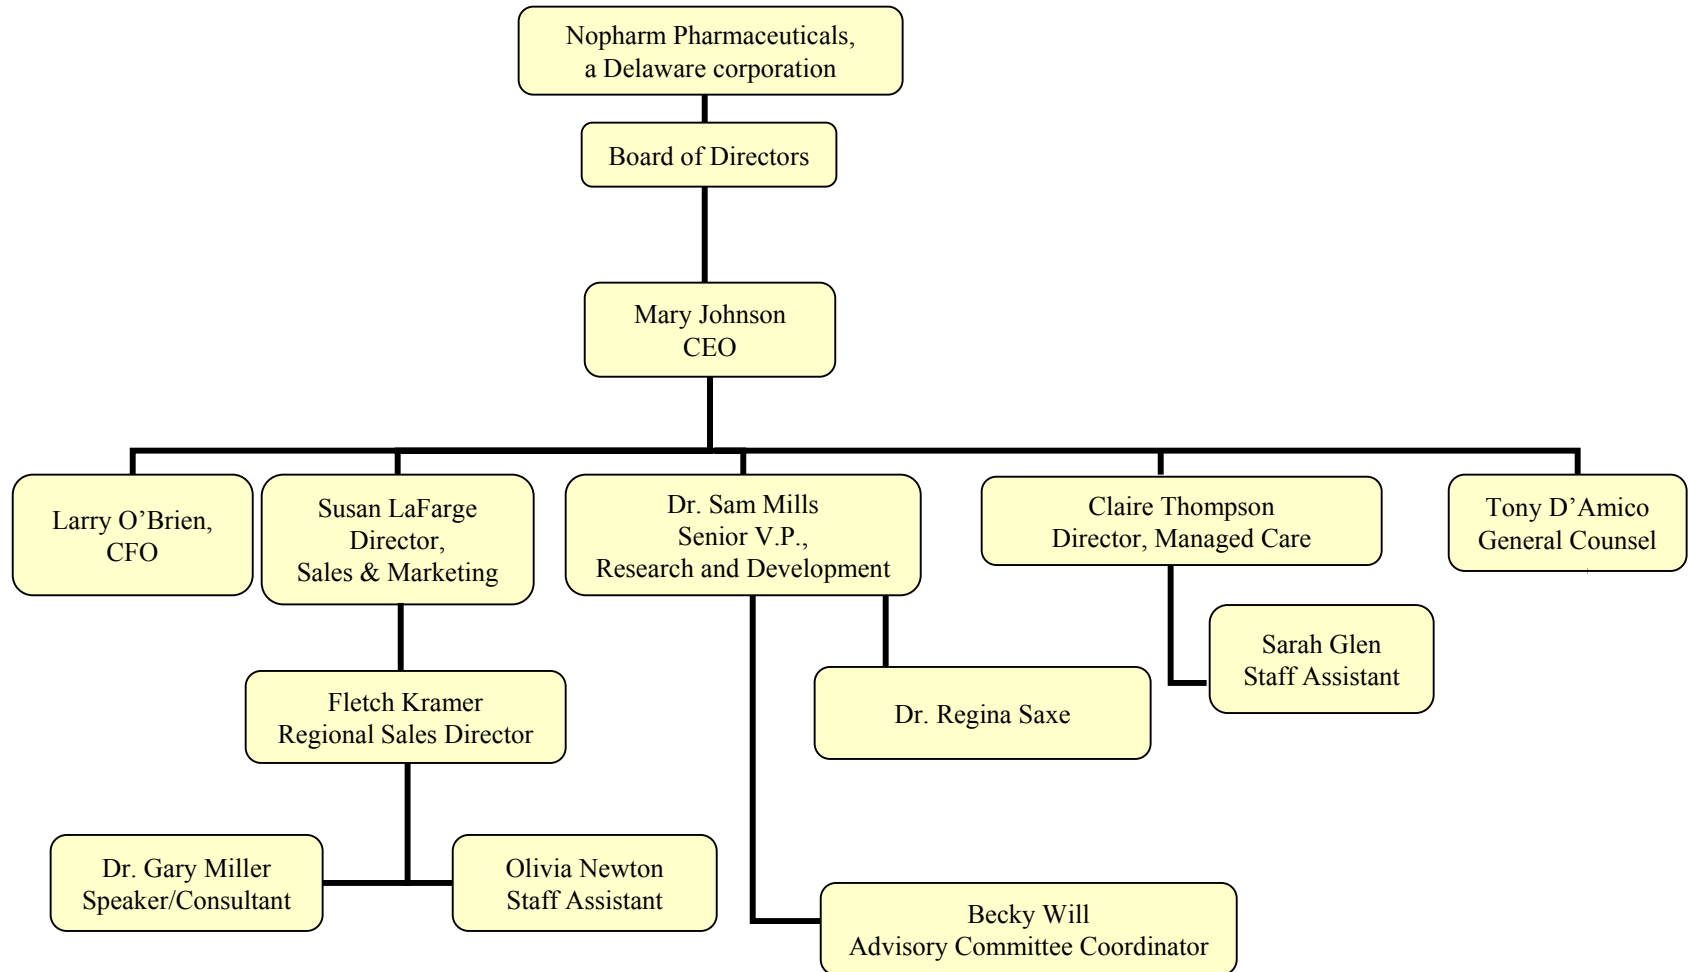 Nopharm Pharmaceuticals,
a Delaware corporation
Board of Directors
Mary Johnson
CEO
Larry O’Brien,
CFO
Susan LaFarge
Director,
Sales & Marketing
Dr. Sam Mills
Senior V.P.,
Research and Development
Claire Thompson
Director, Managed Care
Tony D’Amico
General Counsel
Sarah Glen
Staff Assistant
Fletch Kramer
Regional Sales Director
Dr. Regina Saxe
Dr. Gary Miller
Speaker/Consultant
Olivia Newton
Staff Assistant
Becky Will
Advisory Committee Coordinator